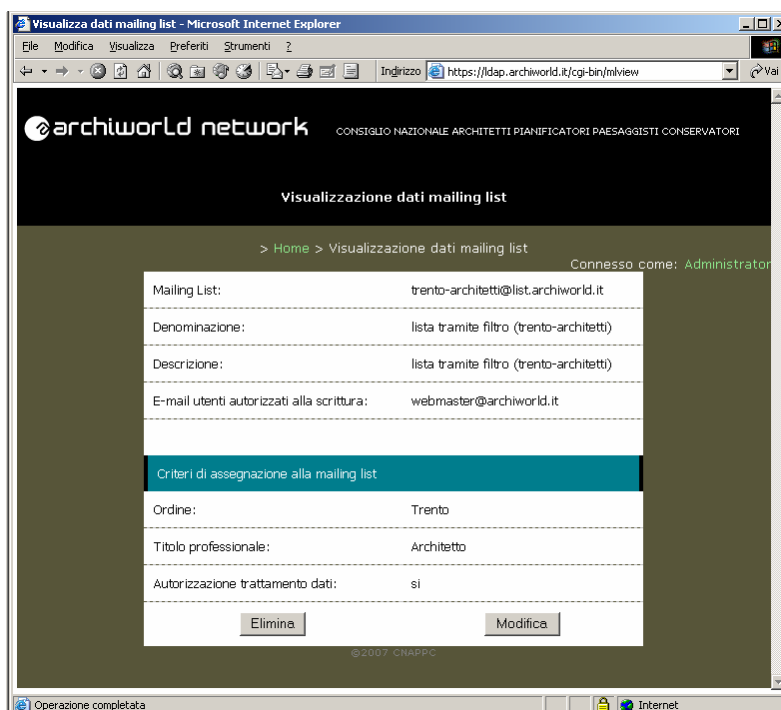 Visualizza dati mailing list - Microsoft Internet Explorer
File Modifica Visualizza Preferiti Strumenti ?
Indirizzo https://ldap.archiworld.it/cgi-bin/mlview Vai
archiworld network CONSIGLIO NAZIONALE ARCHITETTI PIANIFICATORI PAESAGGISTI CONSERVATORI
Visualizzazione dati mailing list
> Home > Visualizzazione dati mailing list
Connesso come: Administrator
Mailing List: trento-architetti@list.archiworld.it
Denominazione: lista tramite filtro (trento-architetti)
Descrizione: lista tramite filtro (trento-architetti)
E-mail utenti autorizzati alla scrittura: webmaster@archiworld.it
Criteri di assegnazione alla mailing list
Ordine: Trento
Titolo professionale: Architetto
Autorizzazione trattamento dati: si
Elimina Modifica
©2007 CNAPPC
Operazione completata Internet